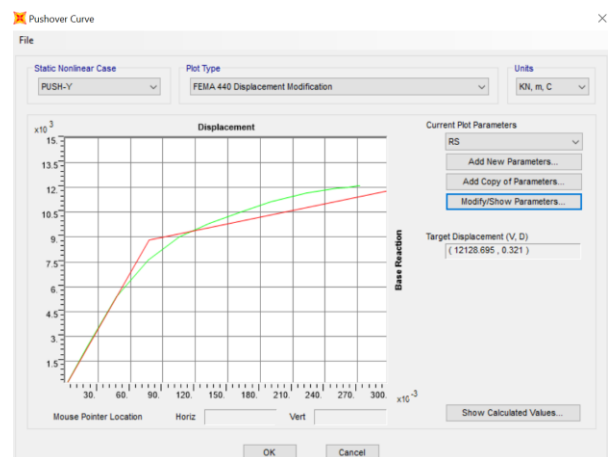 Pushover Curve
File
Static Nonlinear Case
Plot Type
Units
PUSH-Y
FEMA 440 Displacement Modification
KN, m, C
x10 3
Displacement
15.
13.5
12.
10.5
9.
7.5
6.
4.5
3.
1.5
30. 60. 90. 120. 150. 180. 210. 240. 270. 300. x10 -3
Base Reaction
Current Plot Parameters
RS
Add New Parameters...
Add Copy of Parameters...
Modify/Show Parameters...
Target Displacement (V, D)
( 12128.695 , 0.321 )
Mouse Pointer Location Horiz Vert
Show Calculated Values...
OK Cancel